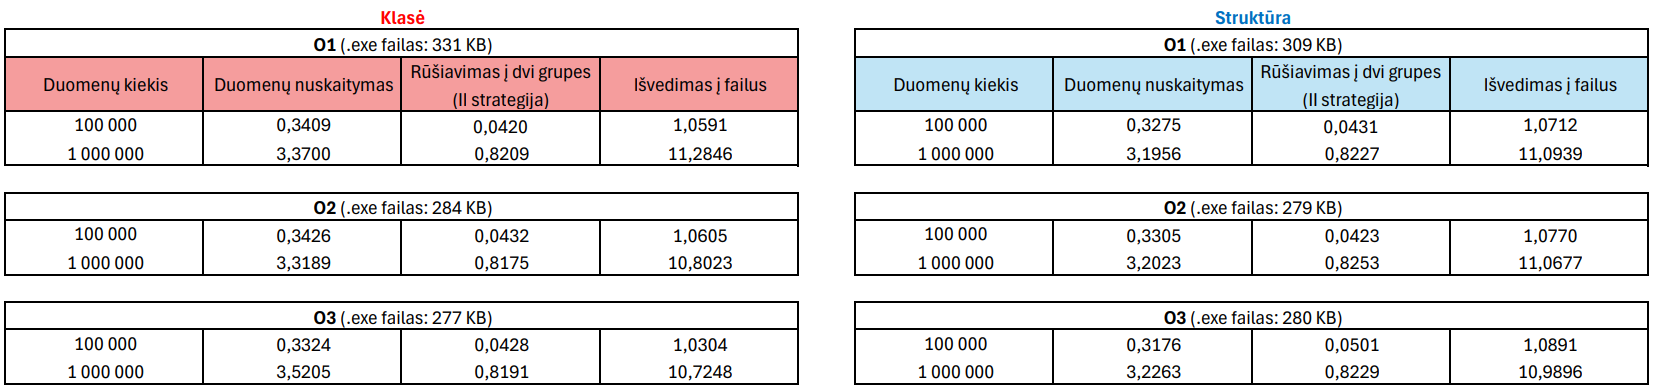 Klasė
O1 (.exe failas: 331 KB)
Duomenų kiekis Duomenų nuskaitymas Rūšiavimas į dvi grupes (II strategija) Išvedimas į failus
100 000 0,3409 0,0420 1,0591
1 000 000 3,3700 0,8209 11,2846
O2 (.exe failas: 284 KB)
100 000 0,3426 0,0432 1,0605
1 000 000 3,3189 0,8175 10,8023
O3 (.exe failas: 277 KB)
100 000 0,3324 0,0428 1,0304
1 000 000 3,5205 0,8191 10,7248
Struktūra
O1 (.exe failas: 309 KB)
Duomenų kiekis Duomenų nuskaitymas Rūšiavimas į dvi grupes (II strategija) Išvedimas į failus
100 000 0,3275 0,0431 1,0712
1 000 000 3,1956 0,8227 11,0939
O2 (.exe failas: 279 KB)
100 000 0,3305 0,0423 1,0770
1 000 000 3,2023 0,8253 11,0677
O3 (.exe failas: 280 KB)
100 000 0,3176 0,0501 1,0891
1 000 000 3,2263 0,8229 10,9896